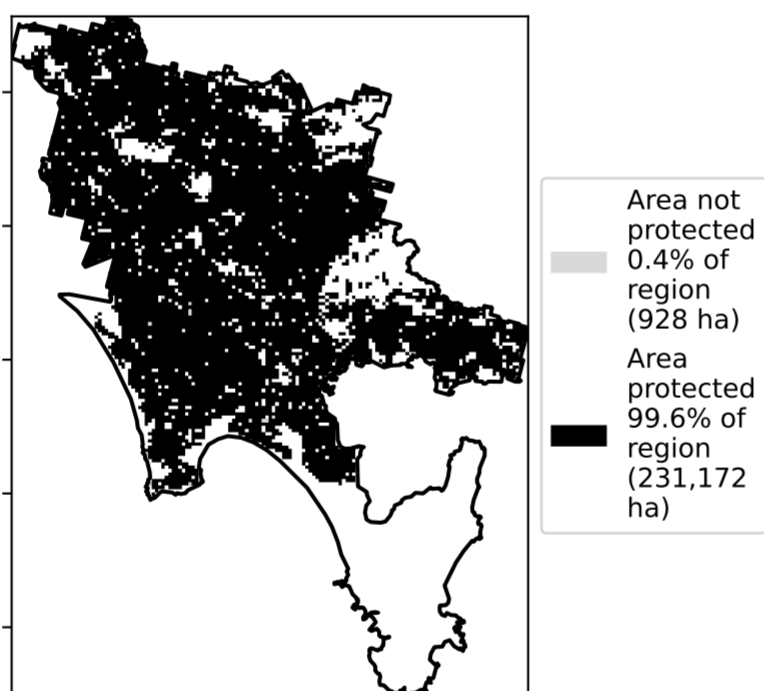 Area not
protected
0.4% of
region
(928 ha)
Area
protected
99.6% of
region
(231,172
ha)